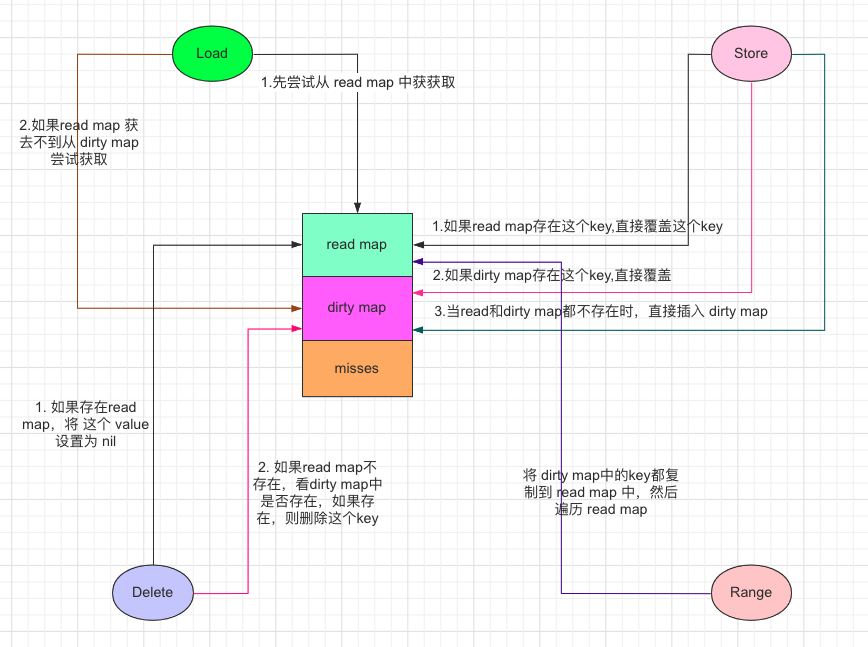 Load
Store
1.先尝试从 read map 中获获取
2.如果read map 获
去不到从 dirty map
尝试获取
read map
dirty map
misses
1.如果read map存在这个key,直接覆盖这个key
2.如果dirty map存在这个key,直接覆盖
3.当read和dirty map都不存在时，直接插入 dirty map
1. 如果存在read
map，将 这个 value
设置为 nil
2. 如果read map不
存在，看dirty map中
是否存在，如果存
在，则删除这个key
将 dirty map中的key都复
制到 read map 中，然后
遍历 read map
Delete
Range